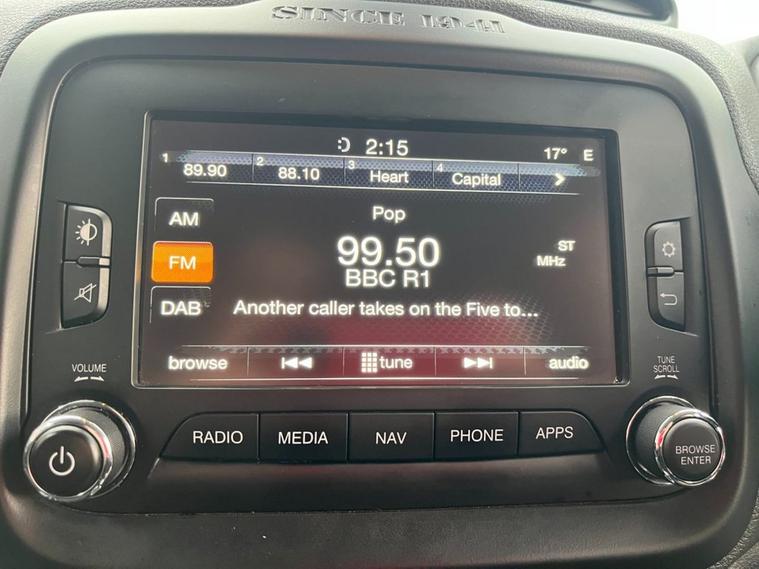 SINCE 1941
2:15
17° E
1 89.90 2 88.10 3 Heart 4 Capital >
AM
Pop
FM
99.50
ST
MHz
BBC R1
DAB
Another caller takes on the Five to...
browse tune audio
VOLUME
TUNE
SCROLL
RADIO MEDIA NAV PHONE APPS
BROWSE
ENTER